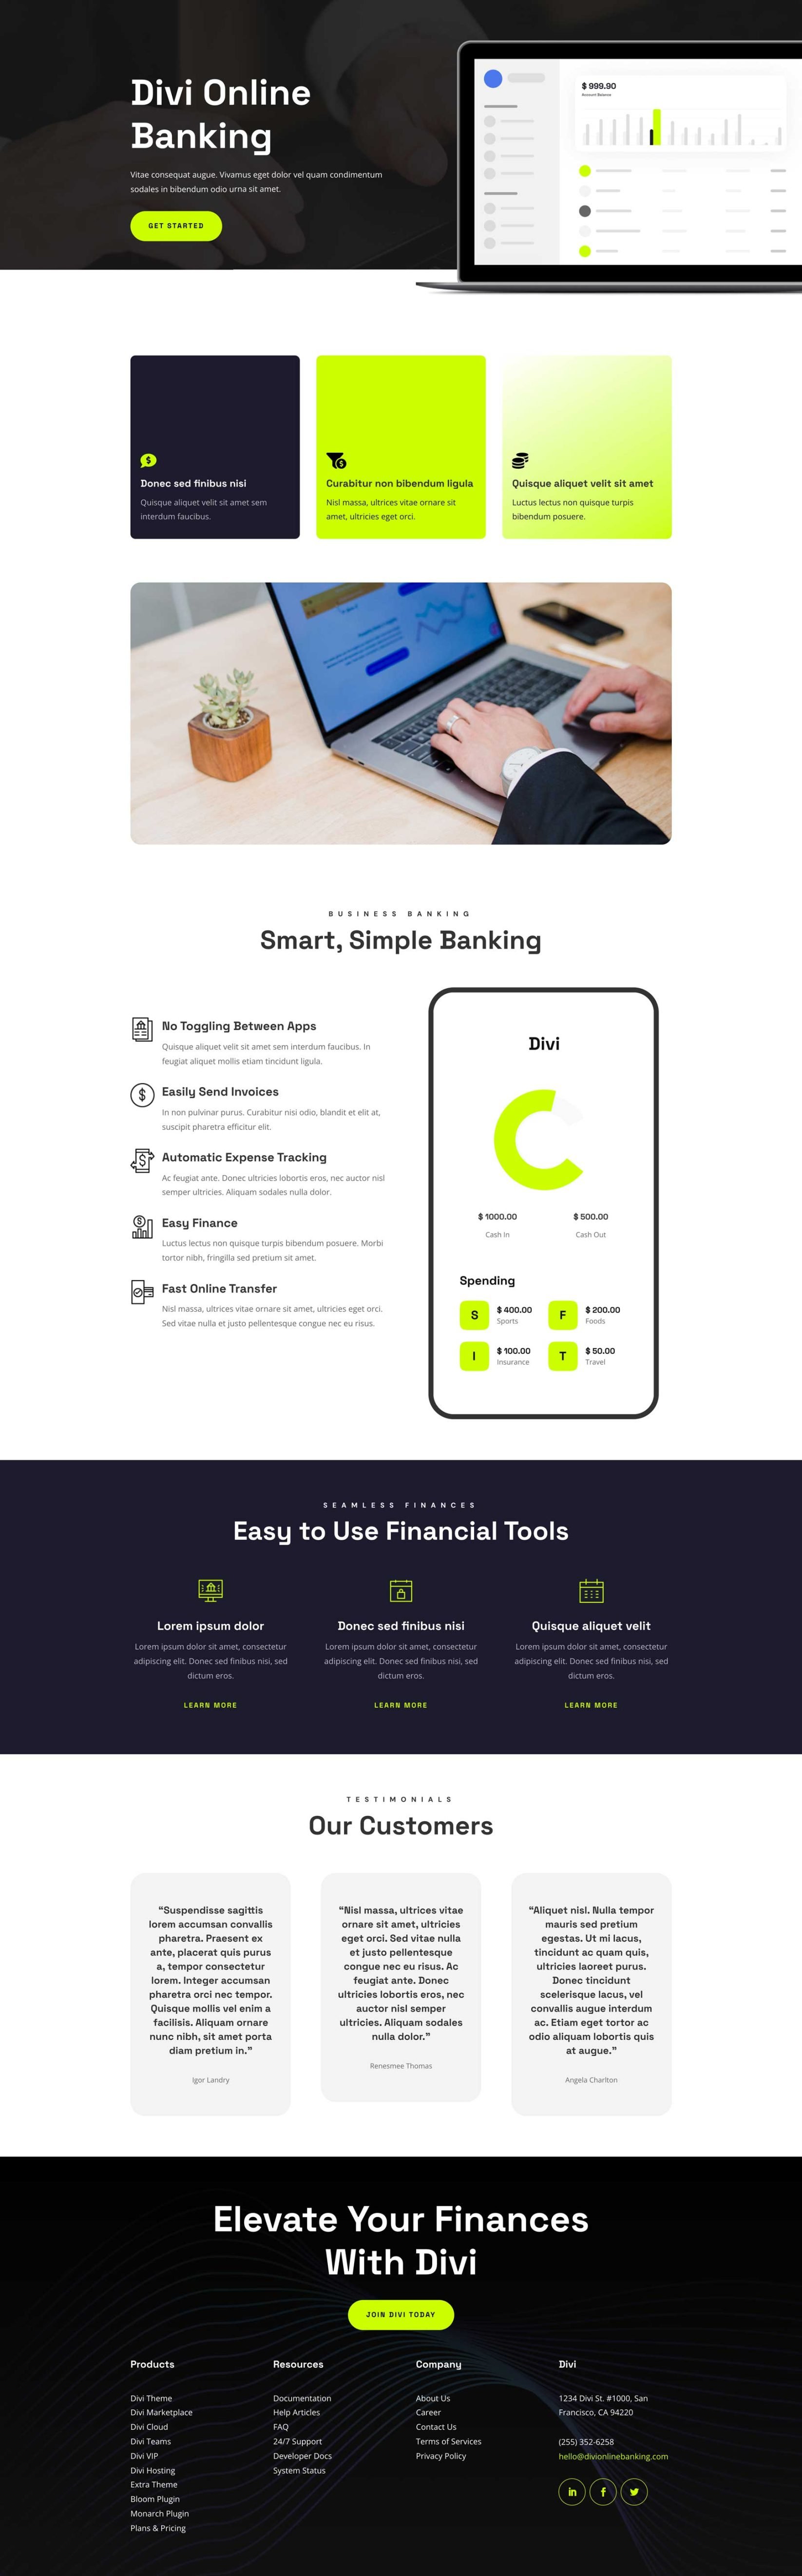 Divi Online
Banking
Vitae consequat augue. Vivamus eget dolor vel quam condimentum
sodales in bibendum odio urna sit amet.
GET STARTED
$ 999.90
Account Balance
Donec sed finibus nisi
Quisque aliquet velit sit amet sem
interdum faucibus.
Curabitur non bibendum ligula
Nisl massa, ultrices vitae ornare sit
amet, ultricies eget orci.
Quisque aliquet velit sit amet
Luctus lectus non quisque turpis
bibendum posuere.
BUSINESS BANKING
Smart, Simple Banking
No Toggling Between Apps
Quisque aliquet velit sit amet sem interdum faucibus. In
feugiat aliquet mollis etiam tincidunt ligula.
Easily Send Invoices
In non pulvinar purus. Curabitur nisi odio, blandit et elit at,
suscipit pharetra efficitur elit.
Automatic Expense Tracking
Ac feugiat ante. Donec ultricies lobortis eros, nec auctor nisl
semper ultricies. Aliquam sodales nulla dolor.
Easy Finance
Luctus lectus non quisque turpis bibendum posuere. Morbi
tortor nibh, fringilla sed pretium sit amet.
Fast Online Transfer
Nisl massa, ultrices vitae ornare sit amet, ultricies eget orci.
Sed vitae nulla et justo pellentesque congue nec eu risus.
Divi
$ 1000.00
Cash In
$ 500.00
Cash Out
Spending
S
$ 400.00
Sports
F
$ 200.00
Foods
I
$ 100.00
Insurance
T
$ 50.00
Travel
SEAMLESS FINANCES
Easy to Use Financial Tools
Lorem ipsum dolor
Lorem ipsum dolor sit amet, consectetur
adipiscing elit. Donec sed finibus nisi, sed
dictum eros.
LEARN MORE
Donec sed finibus nisi
Lorem ipsum dolor sit amet, consectetur
adipiscing elit. Donec sed finibus nisi, sed
dictum eros.
LEARN MORE
Quisque aliquet velit
Lorem ipsum dolor sit amet, consectetur
adipiscing elit. Donec sed finibus nisi, sed
dictum eros.
LEARN MORE
TESTIMONIALS
Our Customers
“Suspendisse sagittis
lorem accumsan convallis
pharetra. Praesent ex
ante, placerat quis purus
a, tempor consectetur
lorem. Integer accumsan
pharetra orci nec tempor.
Quisque mollis vel enim a
facilisis. Aliquam ornare
nunc nibh, sit amet porta
diam pretium in.”
Igor Landry
“Nisl massa, ultrices vitae
ornare sit amet, ultricies
eget orci. Sed vitae nulla
et justo pellentesque
congue nec eu risus. Ac
feugiat ante. Donec
ultricies lobortis eros, nec
auctor nisl semper
ultricies. Aliquam sodales
nulla dolor.”
Renesmee Thomas
“Aliquet nisl. Nulla tempor
mauris sed pretium
egestas. Ut mi lacus,
tincidunt ac quam quis,
ultricies laoreet purus.
Donec tincidunt
scelerisque lacus, vel
convallis augue interdum
ac. Etiam eget tortor ac
odio aliquam lobortis quis
at augue.”
Angela Charlton
Elevate Your Finances
With Divi
JOIN DIVI TODAY
Products
Divi Theme
Divi Marketplace
Divi Cloud
Divi Teams
Divi VIP
Divi Hosting
Extra Theme
Bloom Plugin
Monarch Plugin
Plans & Pricing
Resources
Documentation
Help Articles
FAQ
24/7 Support
Developer Docs
System Status
Company
About Us
Career
Contact Us
Terms of Services
Privacy Policy
Divi
1234 Divi St. #1000, San
Francisco, CA 94220
(255) 352-6258
hello@divionlinebanking.com